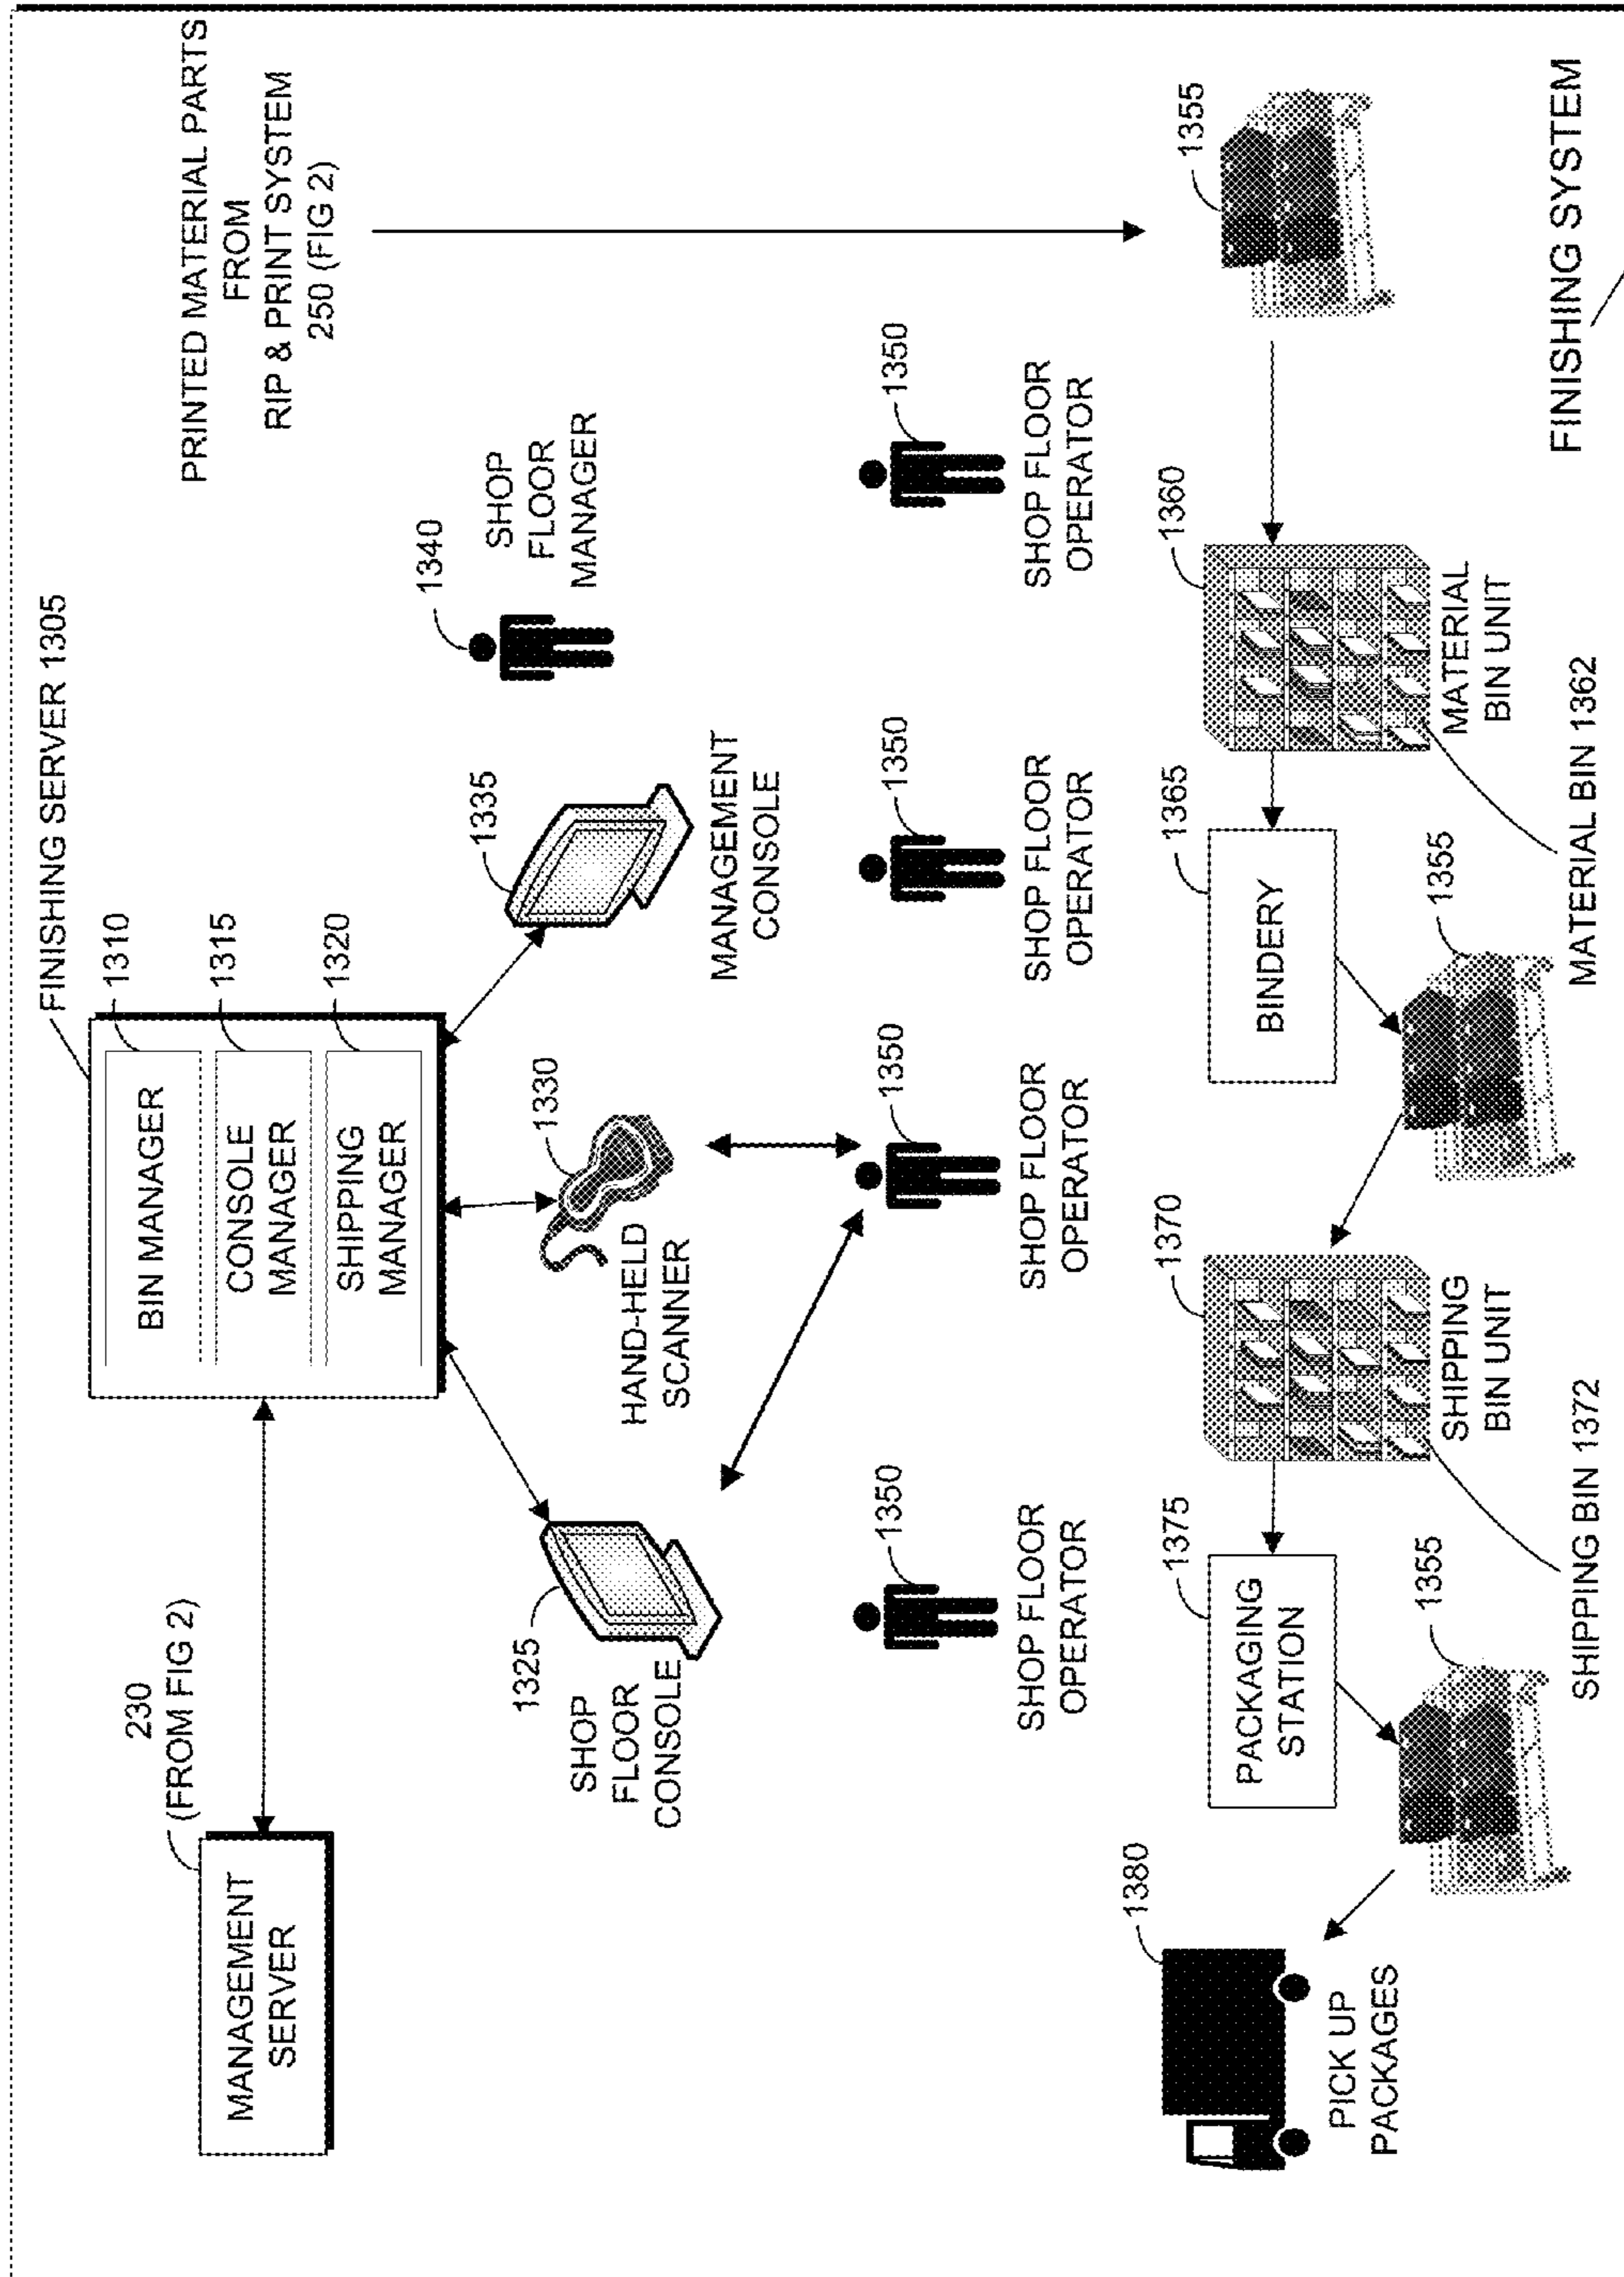 FINISHING SERVER 1305
230
(FROM FIG 2)
MANAGEMENT
SERVER
BIN MANAGER
1310
CONSOLE
MANAGER
1315
SHIPPING
MANAGER
1320
PRINTED MATERIAL PARTS
FROM
RIP & PRINT SYSTEM
250 (FIG 2)
1325
SHOP
FLOOR
CONSOLE
1330
HAND-HELD
SCANNER
1335
MANAGEMENT
CONSOLE
1340
SHOP
FLOOR
MANAGER
1350
SHOP FLOOR
OPERATOR
1350
SHOP FLOOR
OPERATOR
1350
SHOP FLOOR
OPERATOR
1350
SHOP FLOOR
OPERATOR
1380
PICK UP
PACKAGES
1375
PACKAGING
STATION
1355
1370
SHIPPING
BIN UNIT
SHIPPING BIN 1372
1365
BINDERY
1355
1360
MATERIAL
BIN UNIT
MATERIAL BIN 1362
1355
FINISHING SYSTEM